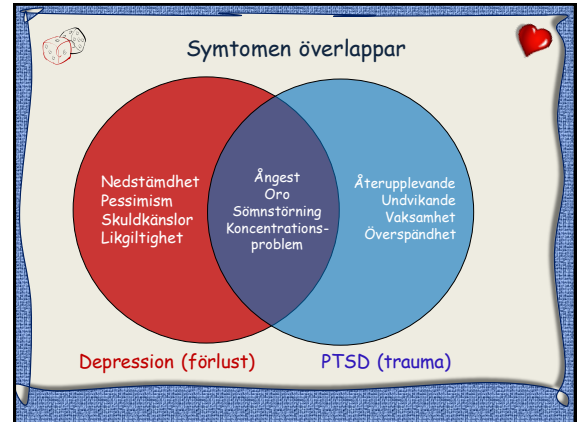 Symtomen överlappar
Nedstämdhet
Pessimism
Skuldkänslor
Likgiltighet
Ångest
Oro
Sömnstörning
Koncentrations-
problem
Återupplevande
Undvikande
Vaksamhet
Överspändhet
Depression (förlust)
PTSD (trauma)